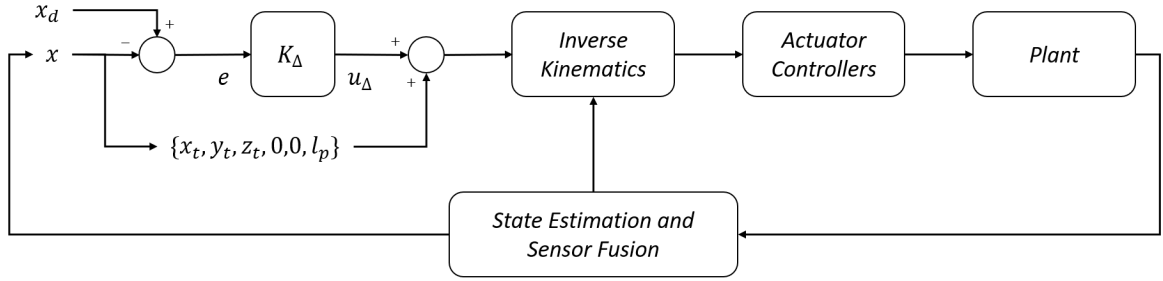 x_d
+
−
x
e
K_Δ
u_Δ
+
+
Inverse
Kinematics
Actuator
Controllers
Plant
{x_t, y_t, z_t, 0,0, l_p}
State Estimation and
Sensor Fusion